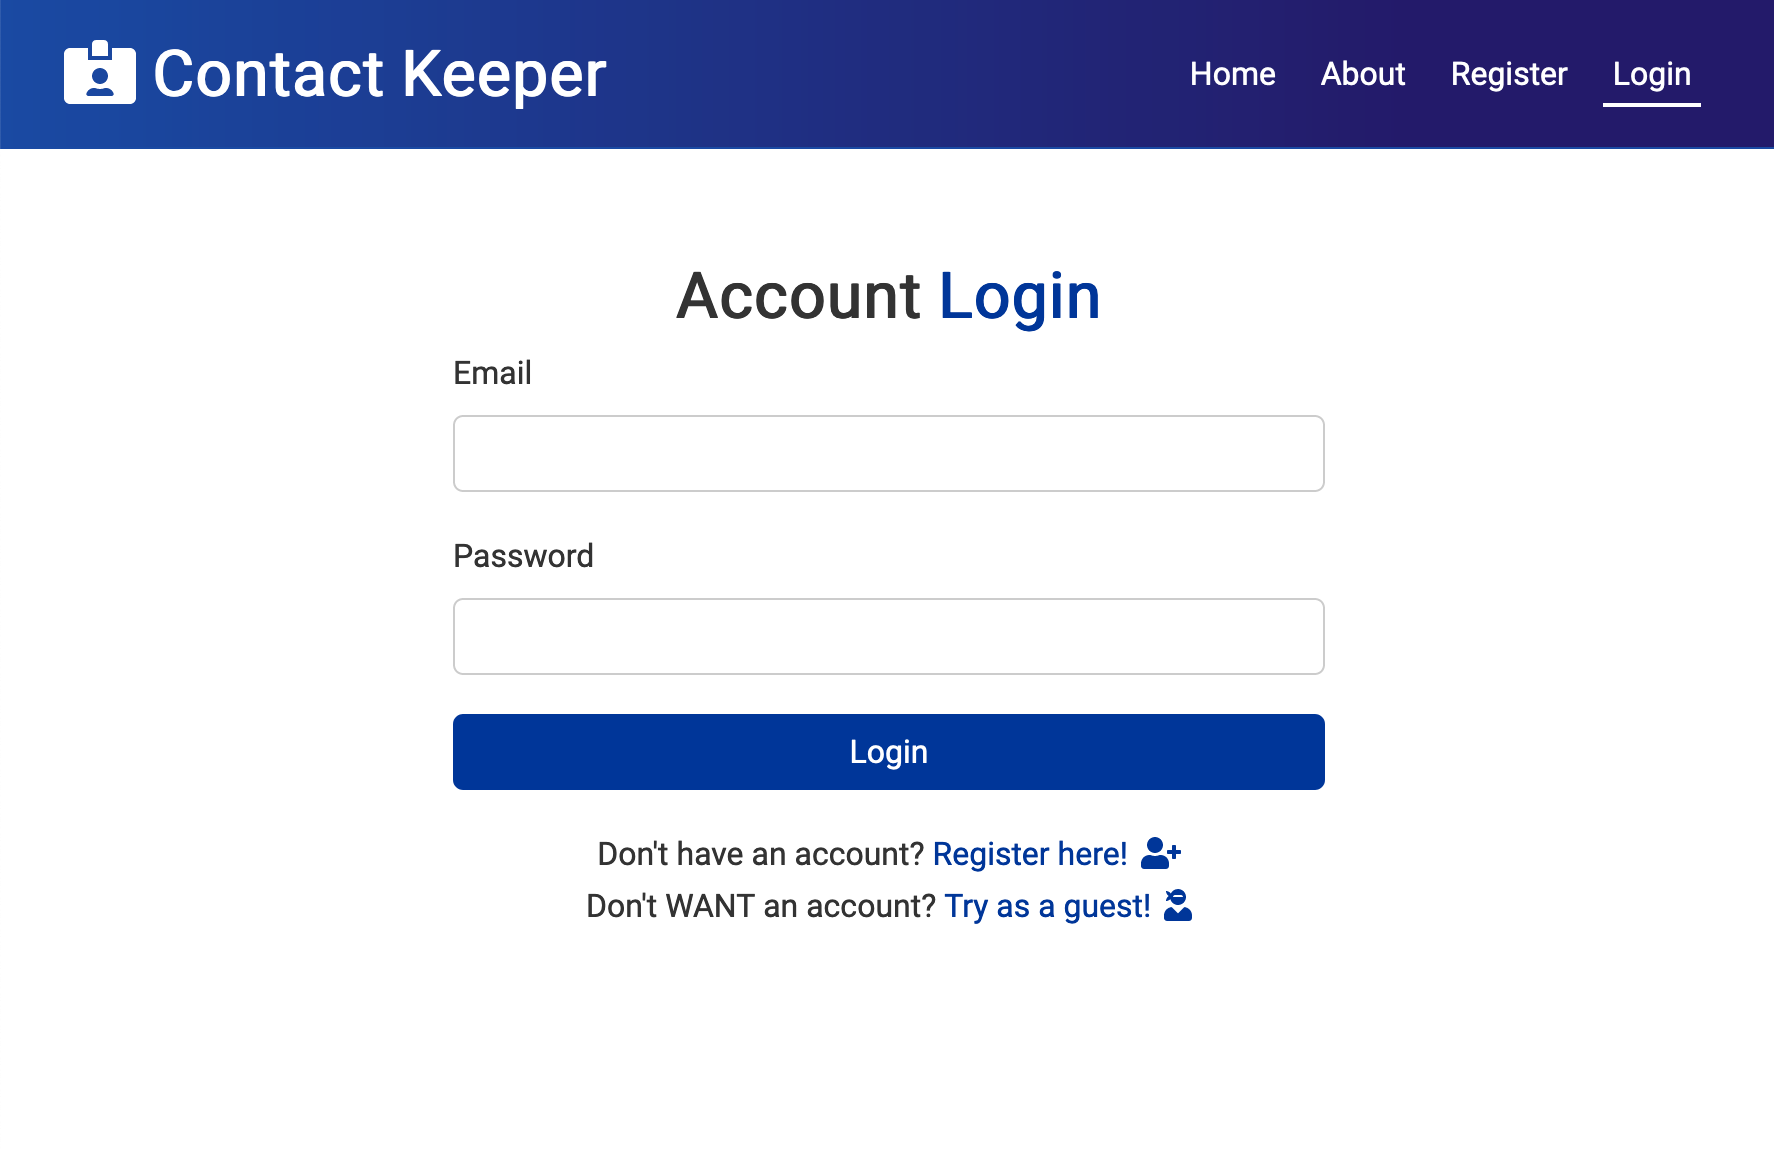 Contact Keeper
Home About Register Login
Account Login
Email
Password
Login
Don't have an account? Register here!
Don't WANT an account? Try as a guest!